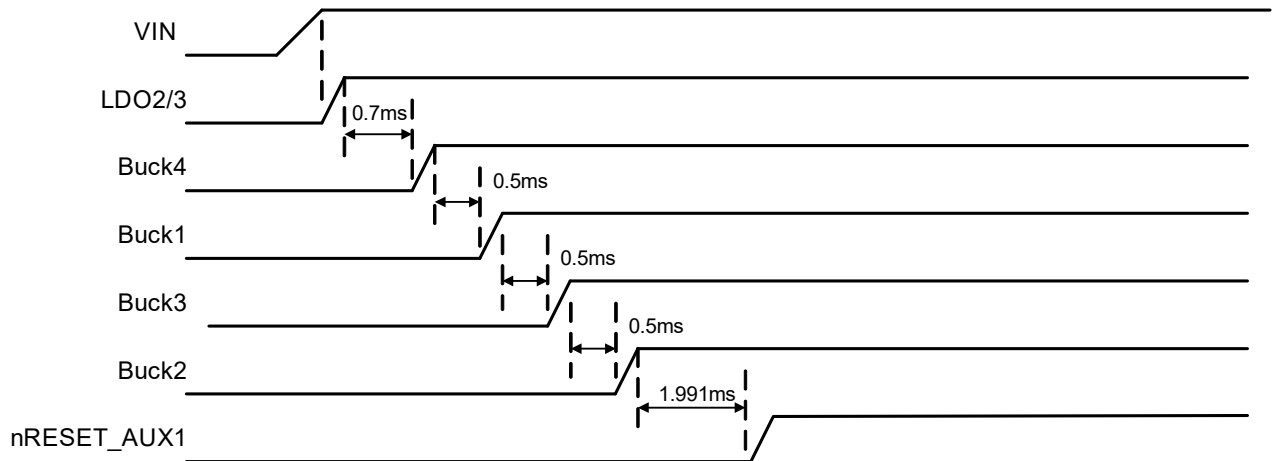 VIN
LDO2/3
0.7ms
Buck4
0.5ms
Buck1
0.5ms
Buck3
0.5ms
Buck2
1.991ms
nRESET_AUX1